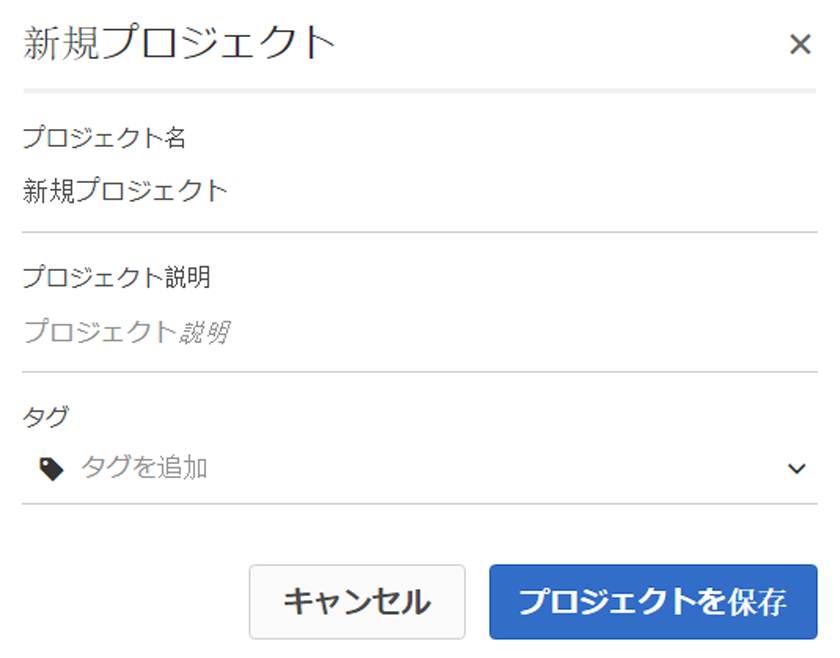 新規プロジェクト
プロジェクト名
新規プロジェクト
プロジェクト説明
プロジェクト説明
タグ
タグを追加
キャンセル
プロジェクトを保存